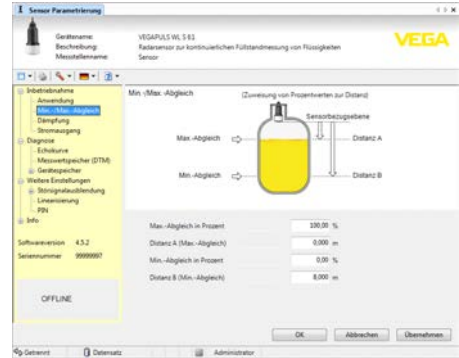 Sensor Parametrierung
Gerätename: VEGAPULS WL S 61
Beschreibung: Radarsensor zur kontinuierlichen Füllstandmessung von Flüssigkeiten
Messstellenname: Sensor
VEGA
Inbetriebnahme
Anwendung
Min.-/Max.-Abgleich
Dämpfung
Stromausgang
Diagnose
Echokurve
Messwertspeicher (DTM)
Gerätespeicher
Weitere Einstellungen
Störsignalausblendung
Linearisierung
PIN
Info
Softwareversion 4.5.2
Seriennummer 99999997
OFFLINE
Min.-/Max.-Abgleich (Zuweisung von Prozentwerten zur Distanz)
Sensorbezugsebene
Max.-Abgleich
Distanz A
Min.-Abgleich
Distanz B
Max.-Abgleich in Prozent 100,00 %
Distanz A (Max.-Abgleich) 0,000 m
Min.-Abgleich in Prozent 0,00 %
Distanz B (Min.-Abgleich) 8,000 m
OK Abbrechen Übernehmen
Getrennt Datensatz Administrator